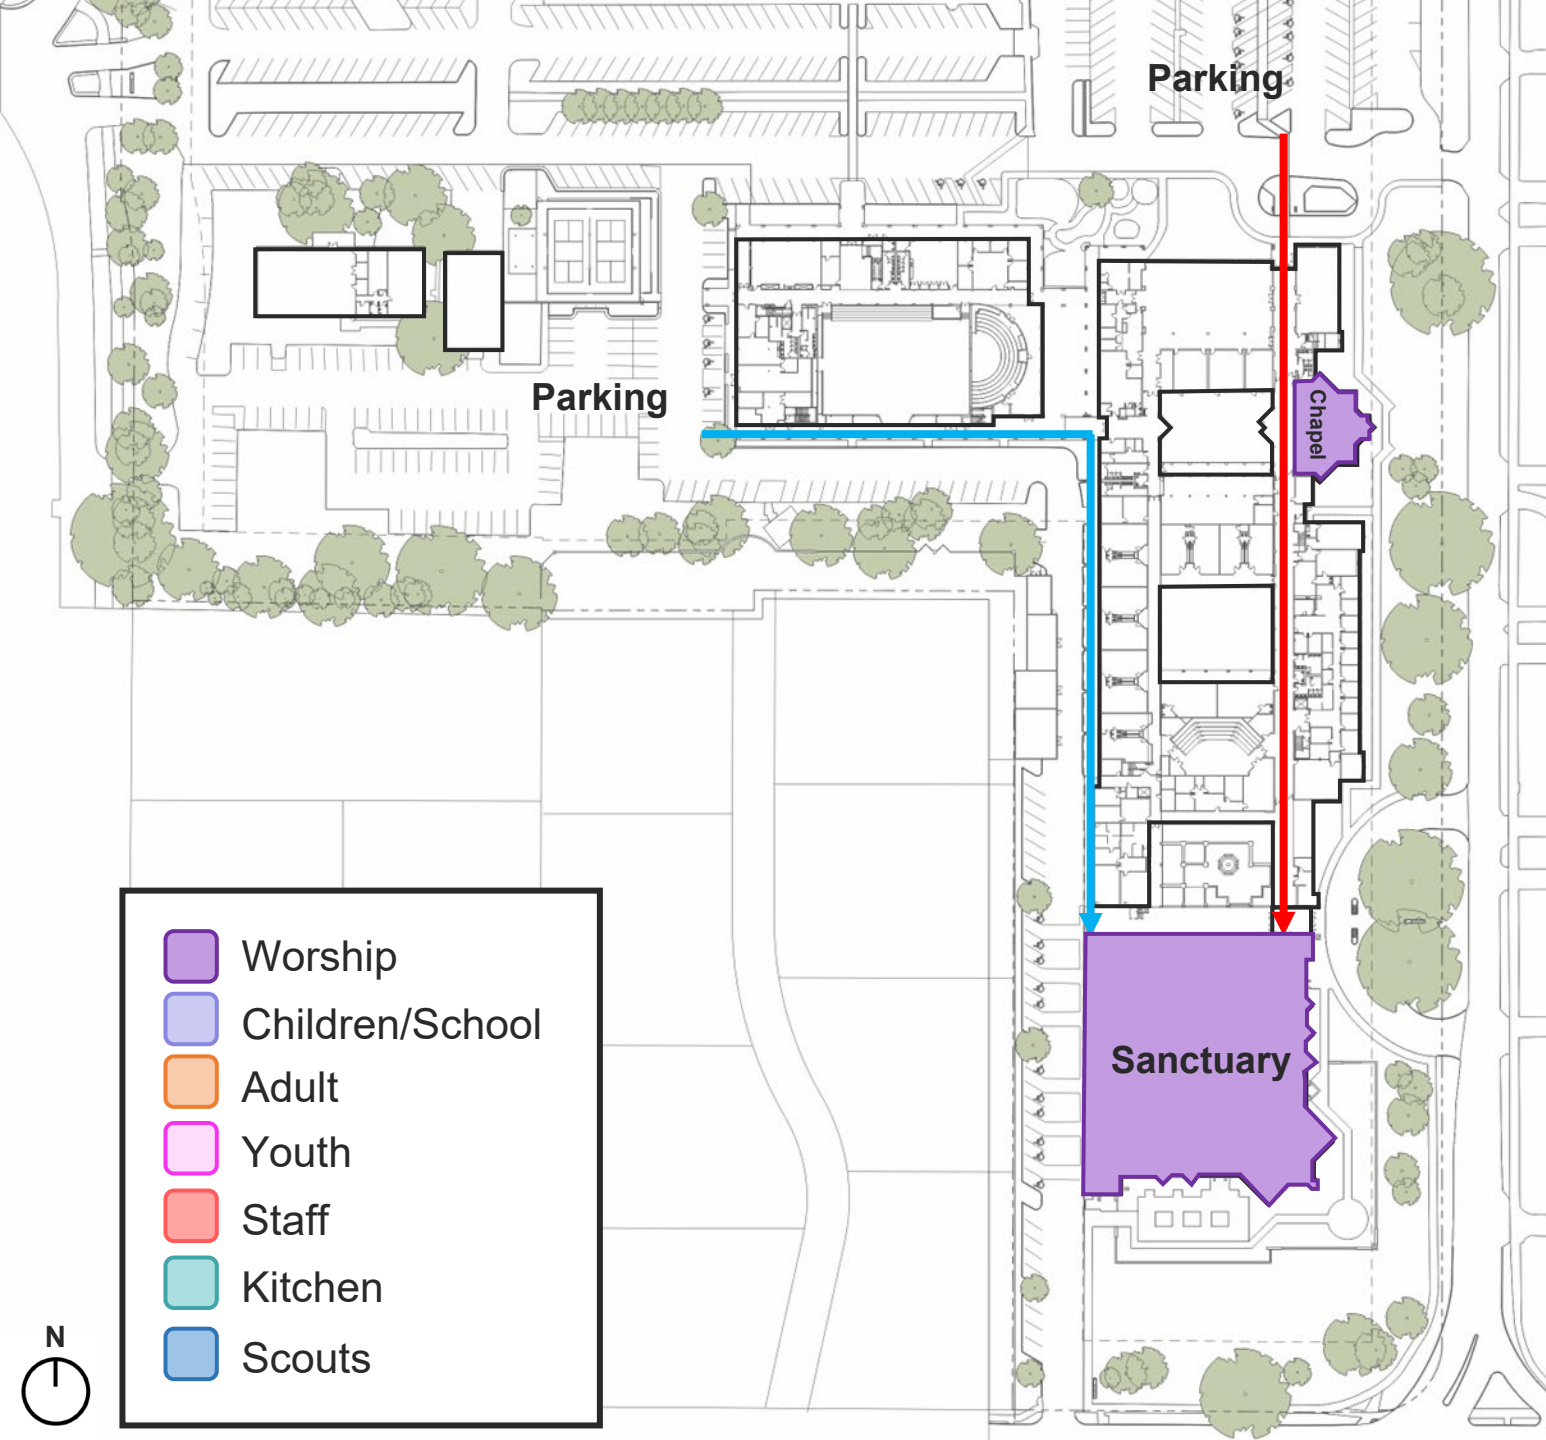 Parking
Parking
Chapel
Sanctuary
Worship
Children/School
Adult
Youth
Staff
Kitchen
Scouts
N